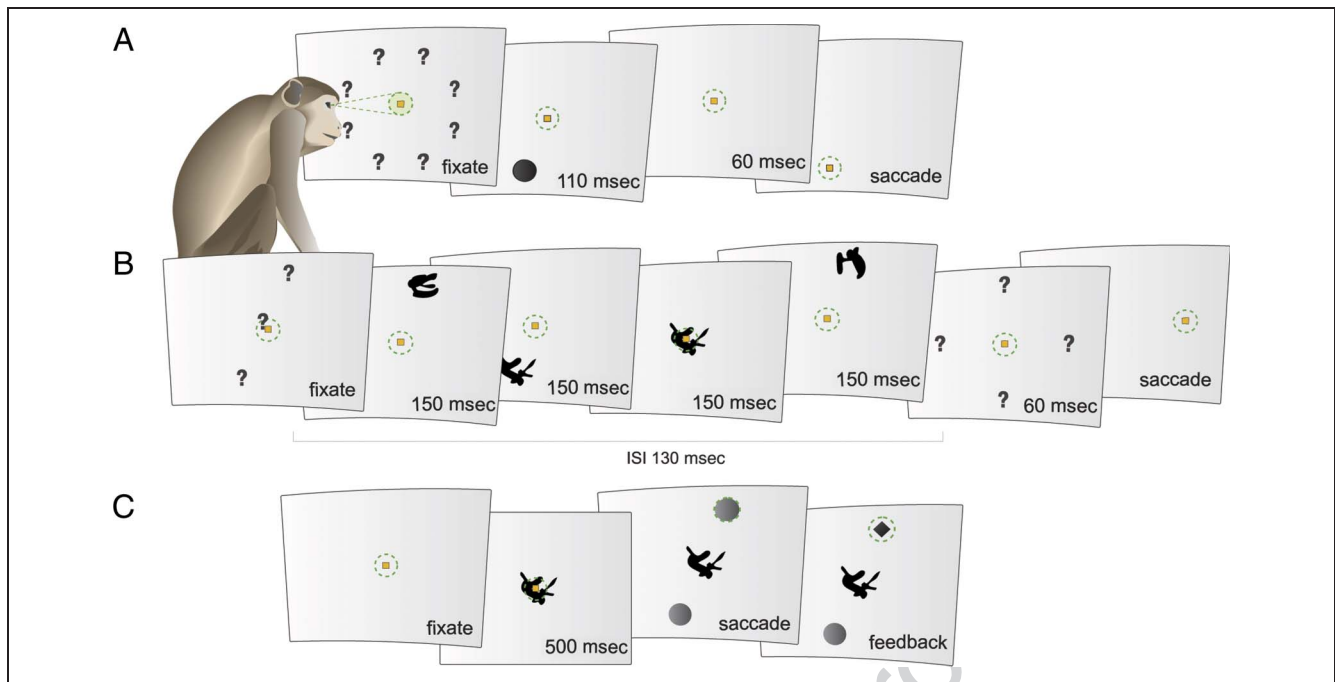 A
? ?
? ?
? ?
? ?
fixate
110 msec
60 msec
saccade
B
?
?
?
fixate
150 msec
150 msec
150 msec
150 msec
?
? ?
?
60 msec
saccade
ISI 130 msec
C
fixate
500 msec
saccade
feedback